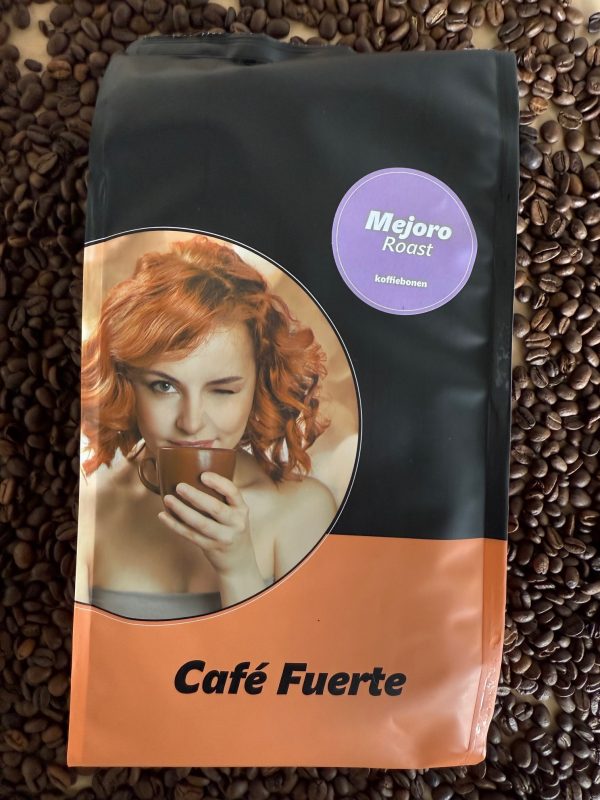 Mejoro
Roast
koffiebonen
Café Fuerte